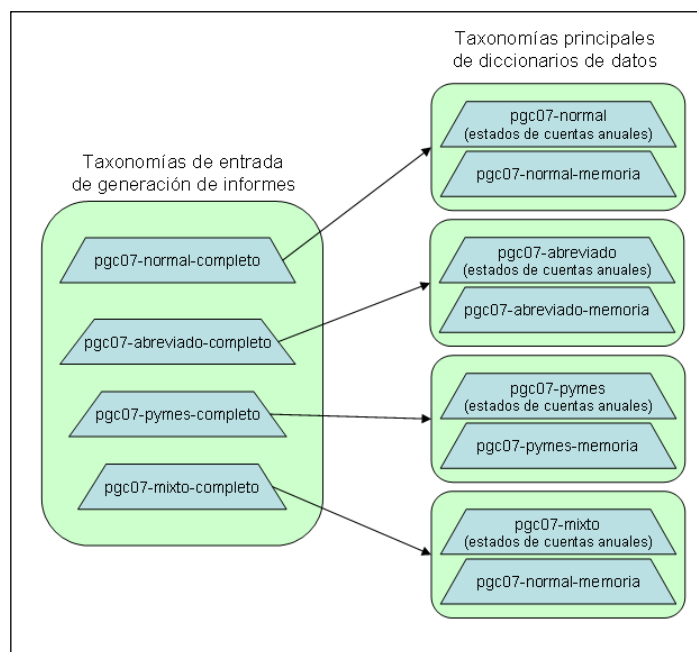 Taxonomías principales
de diccionarios de datos
pgc07-normal
(estados de cuentas anuales)
pgc07-normal-memoria
Taxonomías de entrada
de generación de informes
pgc07-normal-completo
pgc07-abreviado
(estados de cuentas anuales)
pgc07-abreviado-memoria
pgc07-abreviado-completo
pgc07-pymes
(estados de cuentas anuales)
pgc07-pymes-completo
pgc07-pymes-memoria
pgc07-mixto-completo
pgc07-mixto
(estados de cuentas anuales)
pgc07-normal-memoria